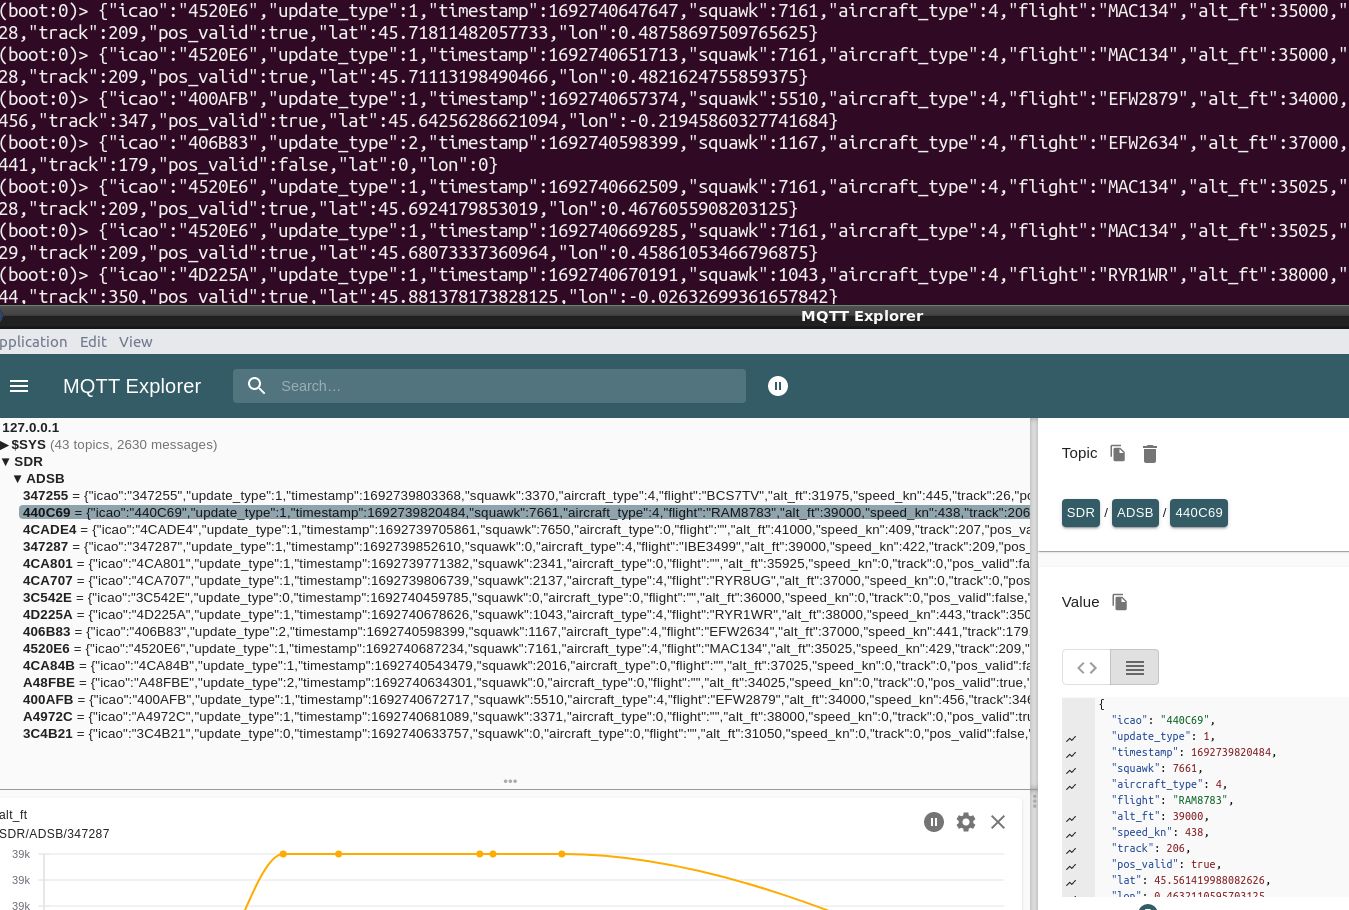 (boot:0)> {"icao":"4520E6","update_type":1,"timestamp":1692740647647,"squawk":7161,"aircraft_type":4,"flight":"MAC134","alt_ft":35000,"
28,"track":209,"pos_valid":true,"lat":45.71811482057733,"lon":0.48758697509765625}
(boot:0)> {"icao":"4520E6","update_type":1,"timestamp":1692740651713,"squawk":7161,"aircraft_type":4,"flight":"MAC134","alt_ft":35000,"
28,"track":209,"pos_valid":true,"lat":45.71113198490466,"lon":0.4821624755859375}
(boot:0)> {"icao":"400AFB","update_type":1,"timestamp":1692740657374,"squawk":5510,"aircraft_type":4,"flight":"EFW2879","alt_ft":34000,
456,"track":347,"pos_valid":true,"lat":45.64256286621094,"lon":-0.21945860327741684}
(boot:0)> {"icao":"406B83","update_type":2,"timestamp":1692740598399,"squawk":1167,"aircraft_type":4,"flight":"EFW2634","alt_ft":37000,
441,"track":179,"pos_valid":false,"lat":0,"lon":0}
(boot:0)> {"icao":"4520E6","update_type":1,"timestamp":1692740662509,"squawk":7161,"aircraft_type":4,"flight":"MAC134","alt_ft":35025,"
28,"track":209,"pos_valid":true,"lat":45.6924179853019,"lon":0.4676055908203125}
(boot:0)> {"icao":"4520E6","update_type":1,"timestamp":1692740669285,"squawk":7161,"aircraft_type":4,"flight":"MAC134","alt_ft":35025,"
29,"track":209,"pos_valid":true,"lat":45.68073337360964,"lon":0.45861053466796875}
(boot:0)> {"icao":"4D225A","update_type":1,"timestamp":1692740670191,"squawk":1043,"aircraft_type":4,"flight":"RYR1WR","alt_ft":38000,"
44,"track":350,"pos_valid":true,"lat":45.881378173828125,"lon":-0.02632699361657842}
MQTT Explorer
pplication Edit View
MQTT Explorer
Search...
127.0.0.1
▶ $SYS (43 topics, 2630 messages)
▼ SDR
▼ ADSB
347255 = {"icao":"347255","update_type":1,"timestamp":1692739803368,"squawk":3370,"aircraft_type":4,"flight":"BCS7TV","alt_ft":31975,"speed_kn":445,"track":26,"po
440C69 = {"icao":"440C69","update_type":1,"timestamp":1692739820484,"squawk":7661,"aircraft_type":4,"flight":"RAM8783","alt_ft":39000,"speed_kn":438,"track":206
4CADE4 = {"icao":"4CADE4","update_type":1,"timestamp":1692739705861,"squawk":7650,"aircraft_type":0,"flight":"","alt_ft":41000,"speed_kn":409,"track":207,"pos_va
347287 = {"icao":"347287","update_type":1,"timestamp":1692739852610,"squawk":0,"aircraft_type":4,"flight":"IBE3499","alt_ft":39000,"speed_kn":422,"track":209,"pos_
4CA801 = {"icao":"4CA801","update_type":1,"timestamp":1692739771382,"squawk":2341,"aircraft_type":0,"flight":"","alt_ft":35925,"speed_kn":0,"track":0,"pos_valid":fa
4CA707 = {"icao":"4CA707","update_type":1,"timestamp":1692739806739,"squawk":2137,"aircraft_type":4,"flight":"RYR8UG","alt_ft":37000,"speed_kn":0,"track":0,"pos
3C542E = {"icao":"3C542E","update_type":0,"timestamp":1692740459785,"squawk":0,"aircraft_type":0,"flight":"","alt_ft":36000,"speed_kn":0,"track":0,"pos_valid":false,
4D225A = {"icao":"4D225A","update_type":1,"timestamp":1692740678626,"squawk":1043,"aircraft_type":4,"flight":"RYR1WR","alt_ft":38000,"speed_kn":443,"track":350
406B83 = {"icao":"406B83","update_type":2,"timestamp":1692740598399,"squawk":1167,"aircraft_type":4,"flight":"EFW2634","alt_ft":37000,"speed_kn":441,"track":179
4520E6 = {"icao":"4520E6","update_type":1,"timestamp":1692740687234,"squawk":7161,"aircraft_type":4,"flight":"MAC134","alt_ft":35025,"speed_kn":429,"track":209,"
4CA84B = {"icao":"4CA84B","update_type":1,"timestamp":1692740543479,"squawk":2016,"aircraft_type":0,"flight":"","alt_ft":37025,"speed_kn":0,"track":0,"pos_valid":fa
A48FBE = {"icao":"A48FBE","update_type":2,"timestamp":1692740634301,"squawk":0,"aircraft_type":0,"flight":"","alt_ft":34025,"speed_kn":0,"track":0,"pos_valid":true,"
400AFB = {"icao":"400AFB","update_type":1,"timestamp":1692740672717,"squawk":5510,"aircraft_type":4,"flight":"EFW2879","alt_ft":34000,"speed_kn":456,"track":346
A4972C = {"icao":"A4972C","update_type":1,"timestamp":1692740681089,"squawk":3371,"aircraft_type":0,"flight":"","alt_ft":38000,"speed_kn":0,"track":0,"pos_valid":tru
3C4B21 = {"icao":"3C4B21","update_type":0,"timestamp":1692740633757,"squawk":0,"aircraft_type":0,"flight":"","alt_ft":31050,"speed_kn":0,"track":0,"pos_valid":false,"
alt_ft
SDR/ADSB/347287
39k
39k
39k
Topic
SDR / ADSB / 440C69
Value
{
"icao": "440C69",
"update_type": 1,
"timestamp": 1692739820484,
"squawk": 7661,
"aircraft_type": 4,
"flight": "RAM8783",
"alt_ft": 39000,
"speed_kn": 438,
"track": 206,
"pos_valid": true,
"lat": 45.561419988082626,
"lon": 0.4632110595703125